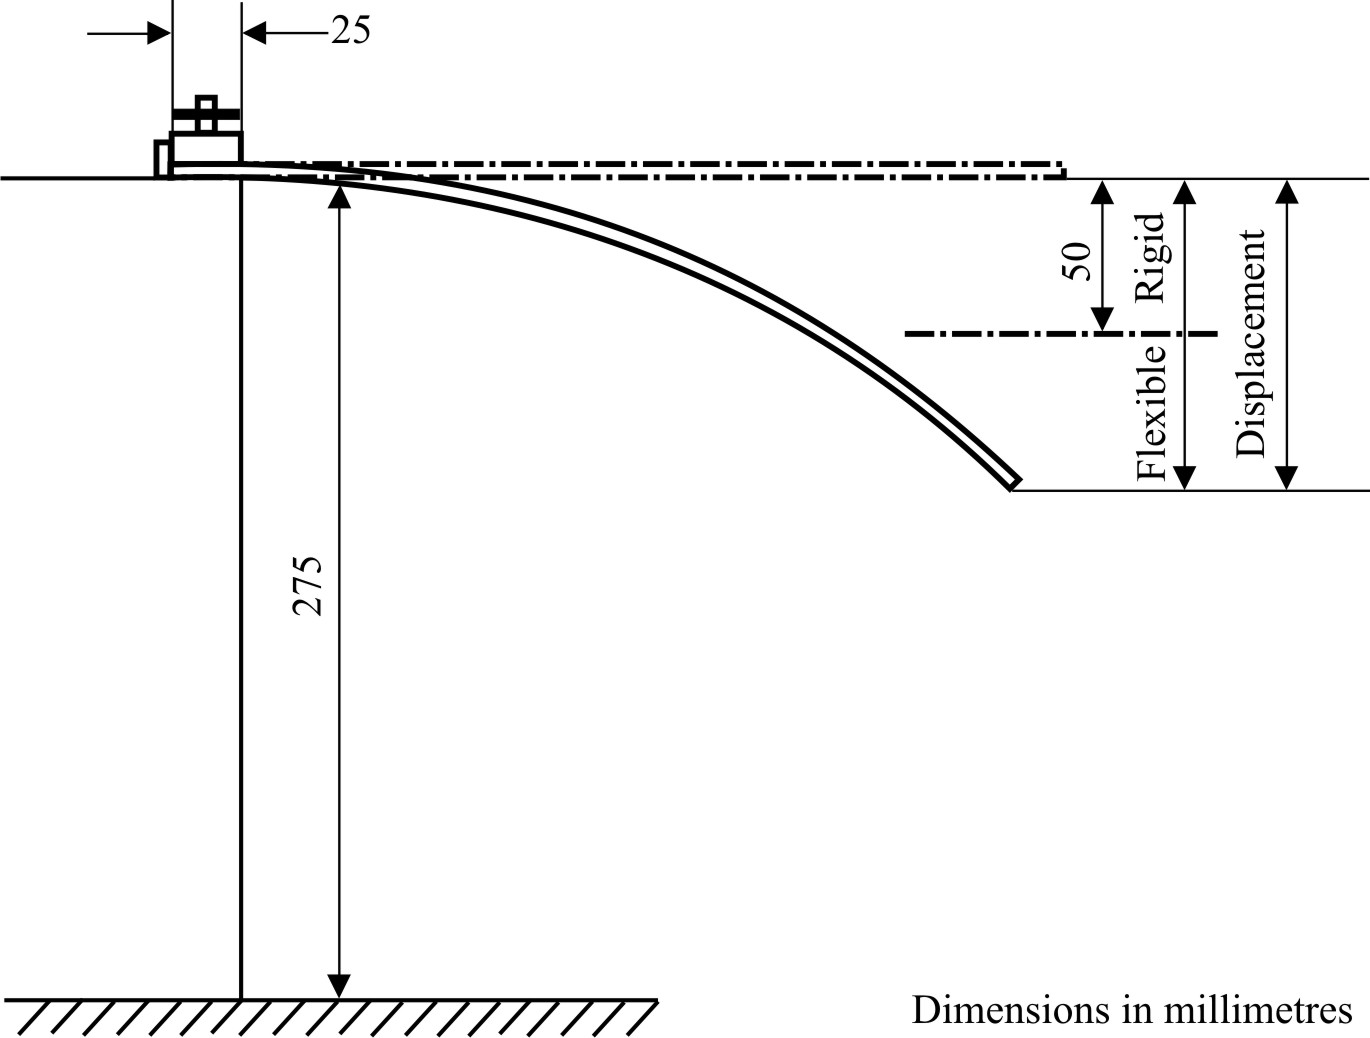 25
50
Rigid
Flexible
Displacement
275
Dimensions in millimetres